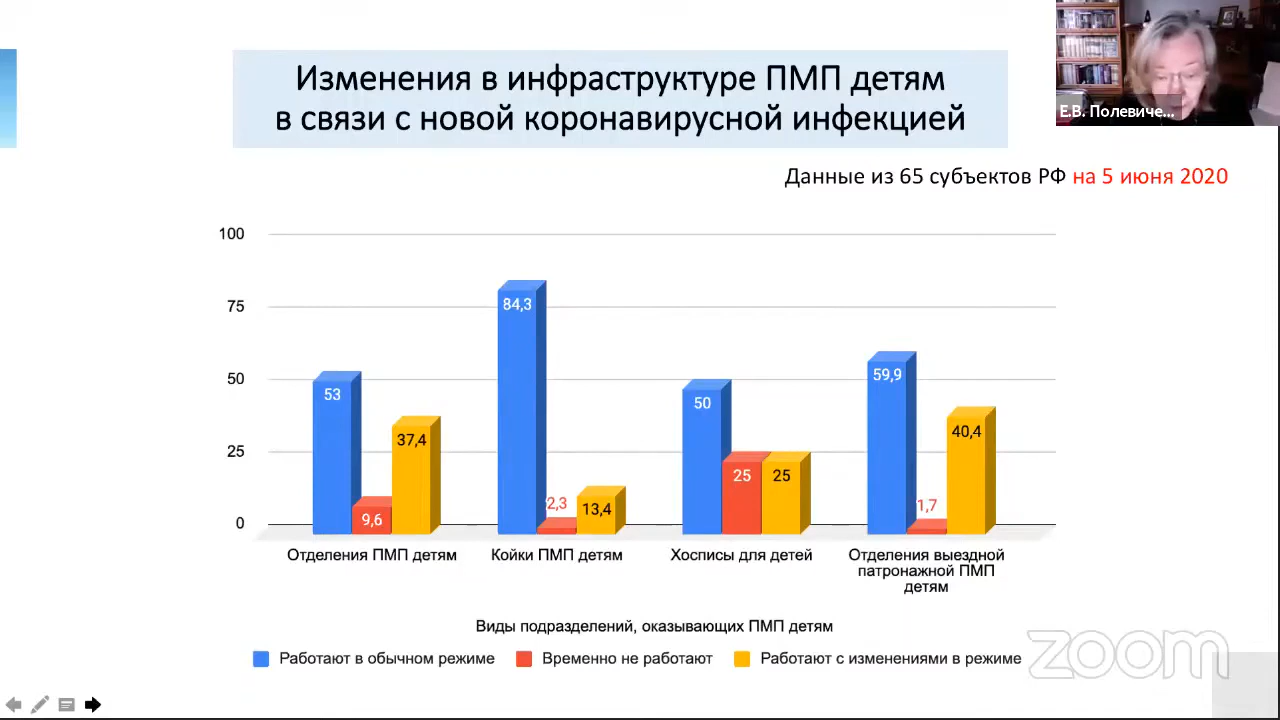 Изменения в инфраструктуре ПМП детям
в связи с новой коронавирусной инфекцией
Е.В. Полевиче...
Данные из 65 субъектов РФ на 5 июня 2020
100
75
50
25
0
53
9,6
37,4
84,3
2,3
13,4
50
25
25
59,9
1,7
40,4
Отделения ПМП детям
Койки ПМП детям
Хосписы для детей
Отделения выездной
патронажной ПМП
детям
Виды подразделений, оказывающих ПМП детям
Работают в обычном режиме
Временно не работают
Работают с изменениями в режиме
zoom